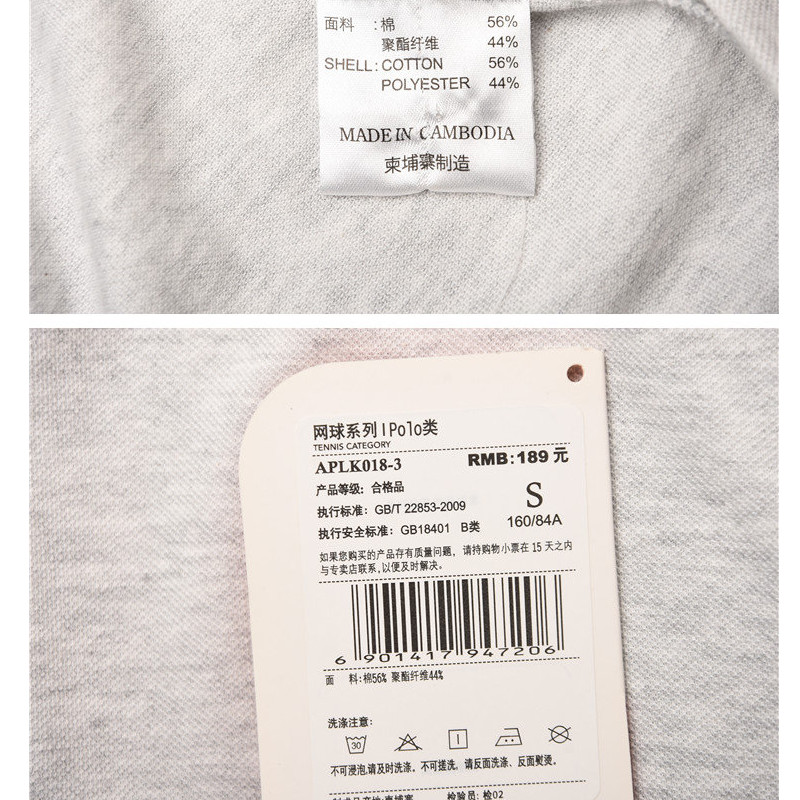 面料 :棉 56%
聚酯纤维 44%
SHELL:COTTON 56%
POLYESTER 44%
MADE IN CAMBODIA
柬埔寨制造
网球系列 | Polo类
TENNIS CATEGORY
APLK018-3 RMB:189 元
产品等级: 合格品
S
执行标准: GB/T 22853-2009
160/84A
执行安全标准: GB18401 B类
如果您购买的产品存有质量问题, 请持购物小票在 15 天之内
与专卖店联系,以便及时解决。
6 901417 947206
面 料:棉56% 聚酯纤维44%
洗涤注意:
30
不可浸泡,请及时洗涤, 不可搓洗, 请反面洗涤、反面熨烫。
检验员: 检02